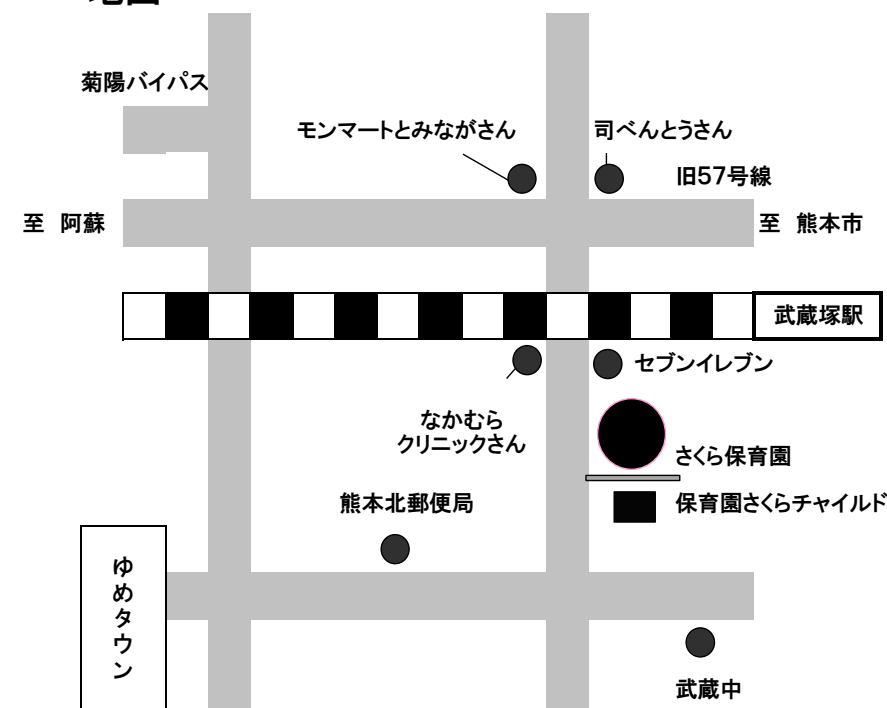 地図
菊陽バイパス
モンマートとみながさん
司べんとうさん
旧57号線
至 阿蘇
至 熊本市
武蔵塚駅
セブンイレブン
なかむら
クリニックさん
さくら保育園
熊本北郵便局
保育園さくらチャイルド
ゆめタウン
武蔵中